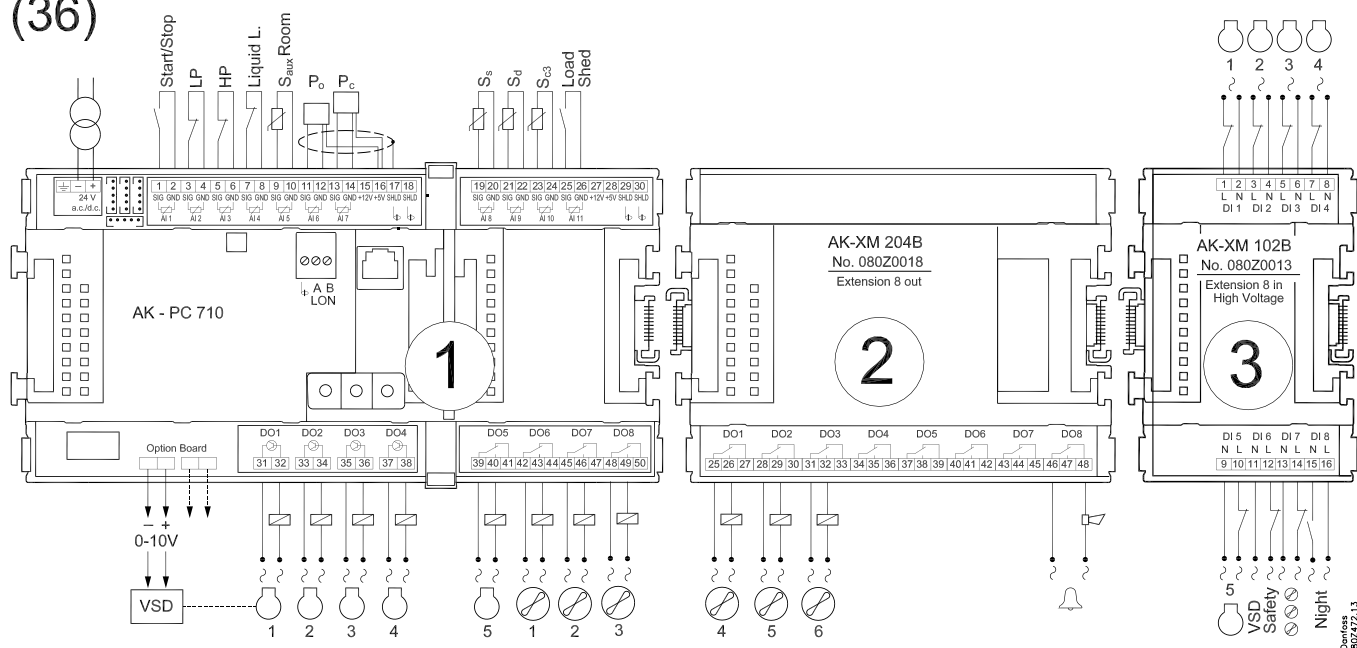 (36)
Start/Stop
LP
HP
Liquid L.
Saux Room
Po
Pc
Ss
Sd
Sc3
Load
Shed
1 2 3 4
– +
24 V
a.c./d.c.
1 2 3 4 5 6 7 8 9 10 11 12 13 14 15 16 17 18
SIG GND SIG GND SIG GND SIG GND SIG GND SIG GND SIG GND +12V +5V SHLD SHLD
AI 1 AI 2 AI 3 AI 4 AI 5 AI 6 AI 7
19 20 21 22 23 24 25 26 27 28 29 30
SIG GND SIG GND SIG GND SIG GND +12V +5V SHLD SHLD
AI 8 AI 9 AI 10 AI 11
1 2 3 4 5 6 7 8
L N L N L N L N
DI 1 DI 2 DI 3 DI 4
A B
LON
AK - PC 710
1
AK-XM 204B
No. 080Z0018
Extension 8 out
2
AK-XM 102B
No. 080Z0013
Extension 8 in
High Voltage
3
Option Board
DO1 DO2 DO3 DO4
31 32 33 34 35 36 37 38
DO5 DO6 DO7 DO8
39 40 41 42 43 44 45 46 47 48 49 50
DO1 DO2 DO3 DO4 DO5 DO6 DO7 DO8
25 26 27 28 29 30 31 32 33 34 35 36 37 38 39 40 41 42 43 44 45 46 47 48
DI 5 DI 6 DI 7 DI 8
N L N L N L N L
9 10 11 12 13 14 15 16
– +
0-10V
VSD
1 2 3 4
5 1 2 3
4 5 6
5
VSD
Safety
Night
Danfoss
80Z472.13